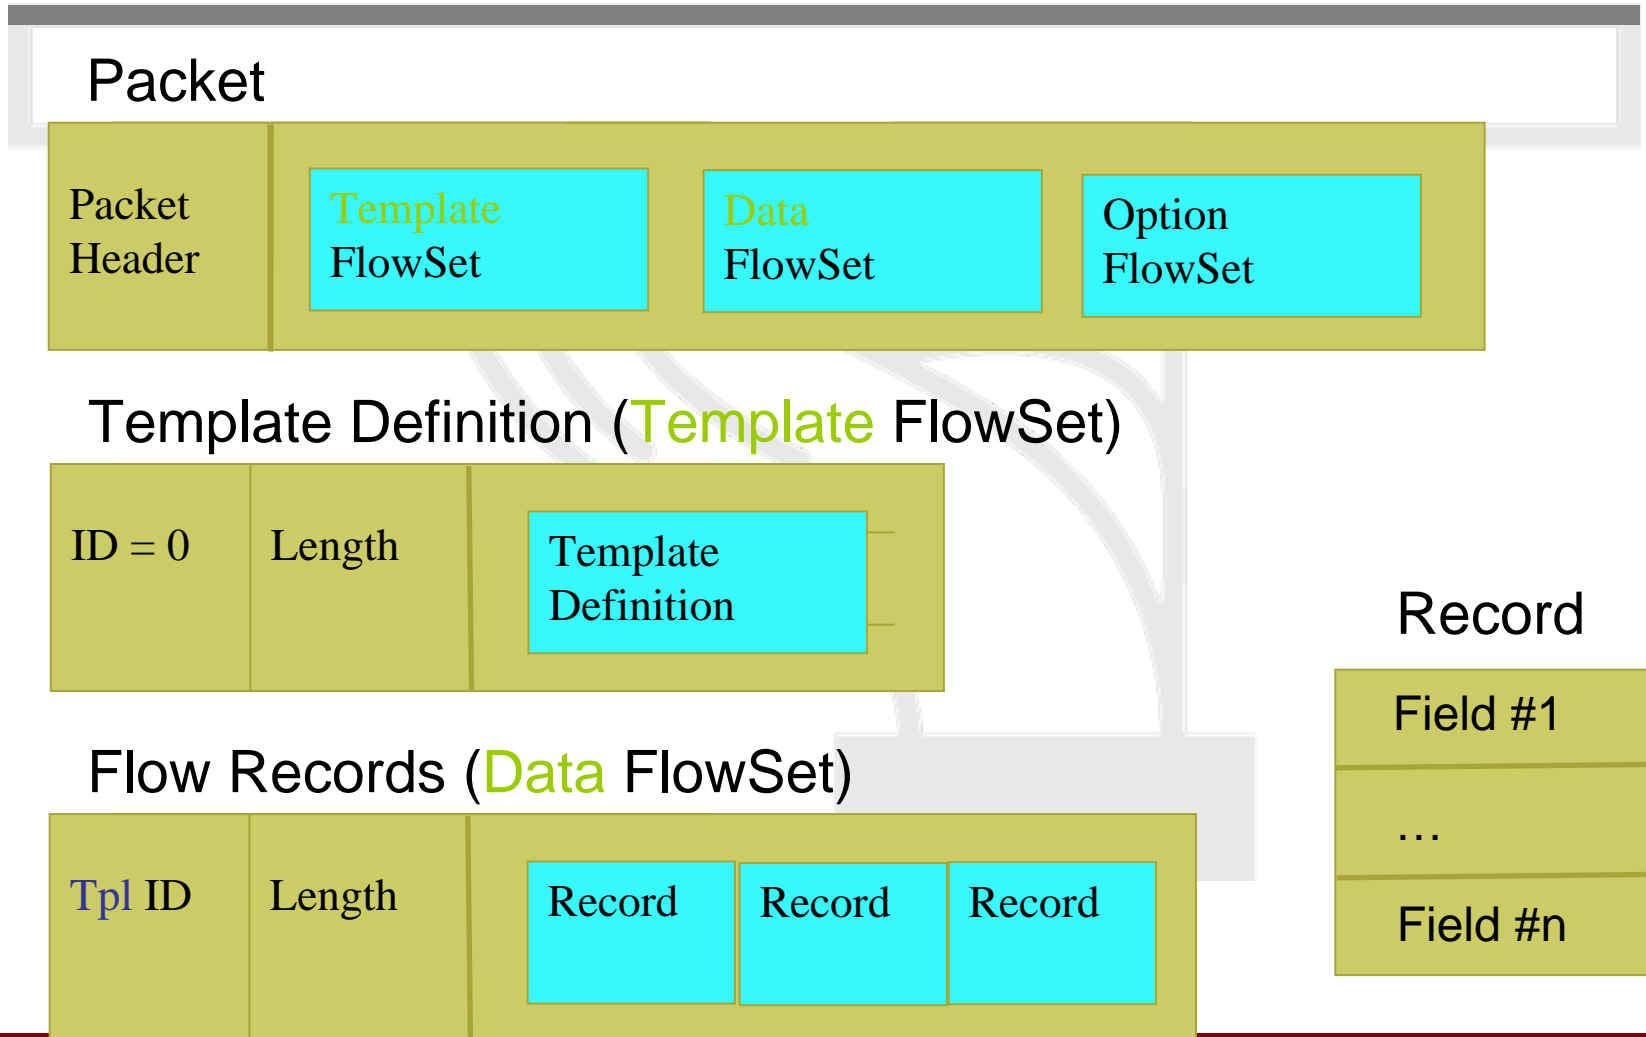 Packet
Packet
Header
Template
FlowSet
Data
FlowSet
Option
FlowSet
Template Definition (Template FlowSet)
ID = 0
Length
Template
Definition
Flow Records (Data FlowSet)
Tpl ID
Length
Record
Record
Record
Record
Field #1
…
Field #n